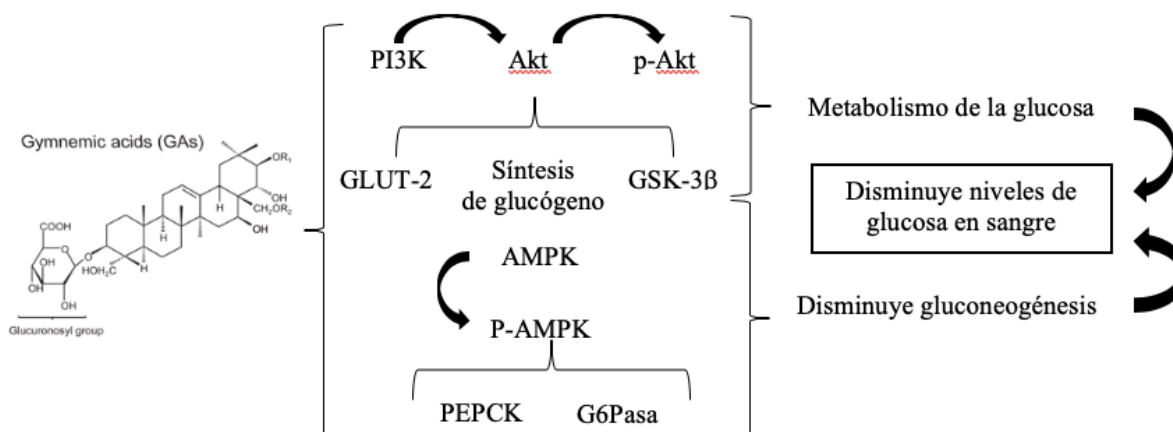 Gymnemic acids (GAs)
OR₁
OH
CH₂OR₂
OH
H
H
H
HOH₂C
COOH
O
O
OH
OH
OH
Glucuronosyl group
PI3K
Akt
p-Akt
GLUT-2
Síntesis
de glucógeno
GSK-3β
AMPK
P-AMPK
PEPCK
G6Pasa
Metabolismo de la glucosa
Disminuye niveles de
glucosa en sangre
Disminuye gluconeogénesis